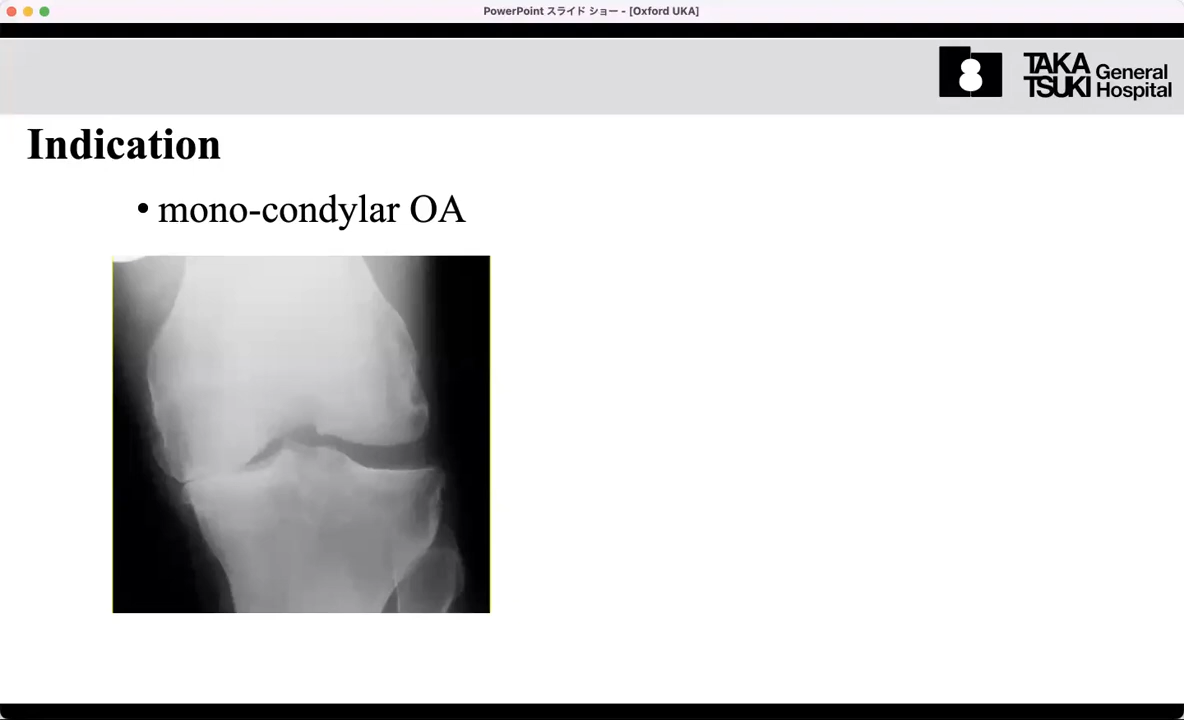 PowerPoint スライド ショー - [Oxford UKA]
TAKA
TSUKI
General
Hospital
Indication
• mono-condylar OA